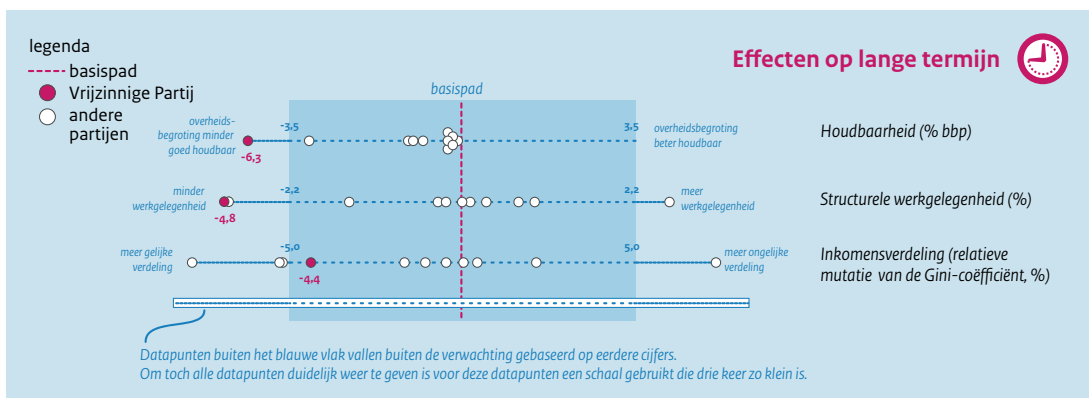 legenda
basispad
Vrijzinnige Partij
andere
partijen
Effecten op lange termijn
basispad
overheids-
begroting minder
goed houdbaar
-6,3
-3,5
3,5
overheidsbegroting
beter houdbaar
Houdbaarheid (% bbp)
minder
werkgelegenheid
-4,8
-2,2
2,2
meer
werkgelegenheid
Structurele werkgelegenheid (%)
meer gelijke
verdeling
-5,0
-4,4
5,0
meer ongelijke
verdeling
Inkomensverdeling (relatieve
mutatie van de Gini-coëfficiënt, %)
Datapunten buiten het blauwe vlak vallen buiten de verwachting gebaseerd op eerdere cijfers.
Om toch alle datapunten duidelijk weer te geven is voor deze datapunten een schaal gebruikt die drie keer zo klein is.